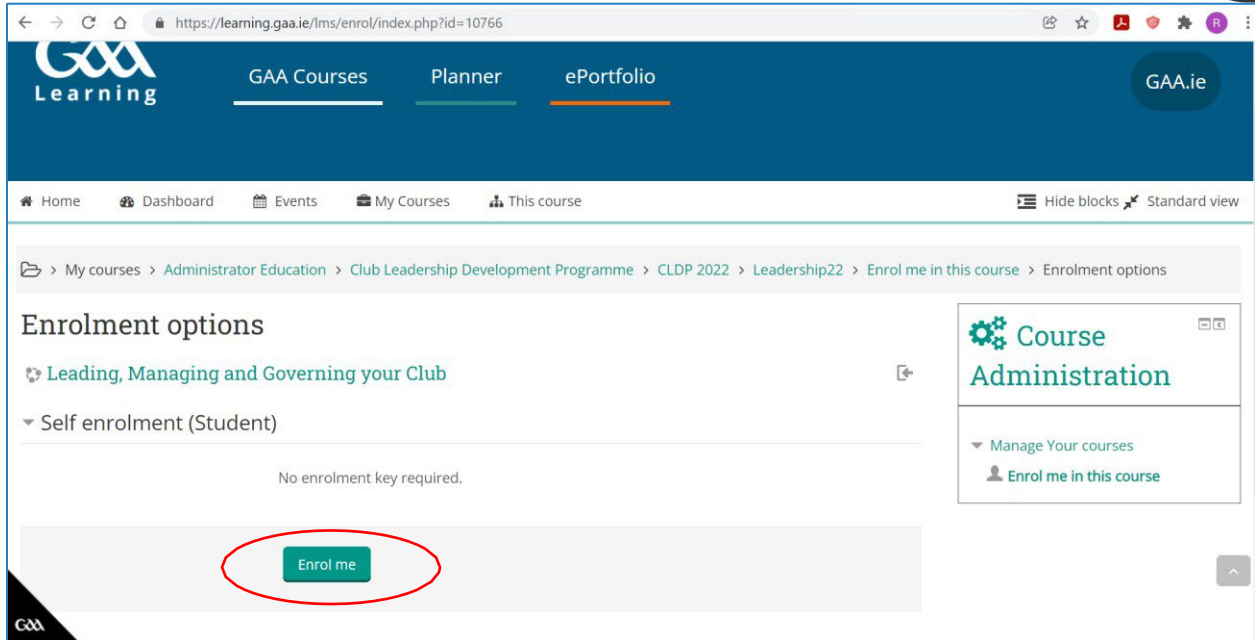 https://learning.gaa.ie/lms/enrol/index.php?id=10766
R
GAA
Learning
GAA Courses
Planner
ePortfolio
GAA.ie
Home
Dashboard
Events
My Courses
This course
Hide blocks
Standard view
> My courses > Administrator Education > Club Leadership Development Programme > CLDP 2022 > Leadership22 > Enrol me in this course > Enrolment options
Enrolment options
Leading, Managing and Governing your Club
Self enrolment (Student)
No enrolment key required.
Enrol me
Course
Administration
Manage Your courses
Enrol me in this course
GAA